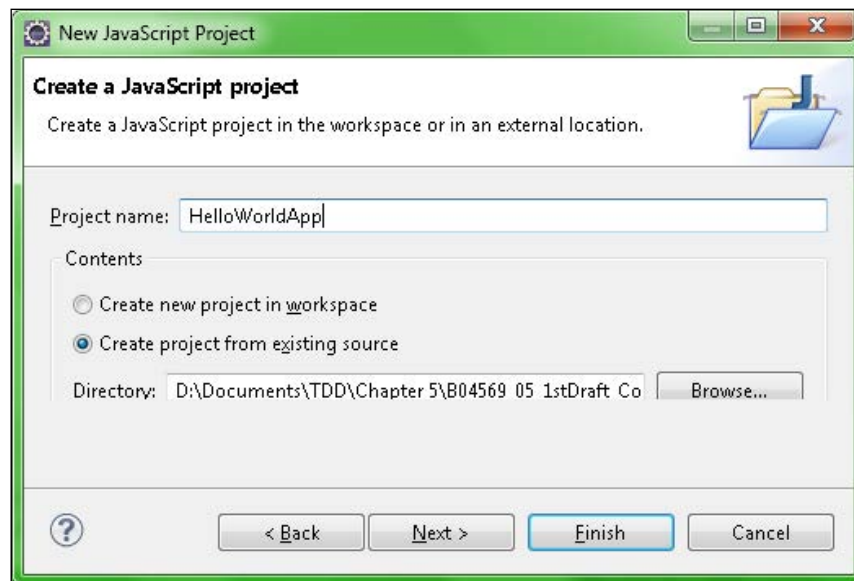 New JavaScript Project
Create a JavaScript project
Create a JavaScript project in the workspace or in an external location.
Project name: HelloWorldApp
Contents
Create new project in workspace
Create project from existing source
Directory: D:\Documents\TDD\Chapter 5\B04569_05_1stDraft_Co Browse...
? < Back Next > Finish Cancel